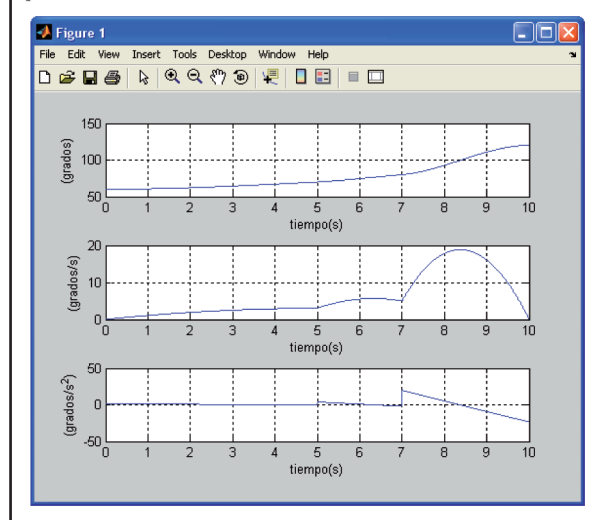 Figure 1
File Edit View Insert Tools Desktop Window Help
150
100
50
(grados)
0 1 2 3 4 5 6 7 8 9 10
tiempo(s)
20
10
0
(grados/s)
0 1 2 3 4 5 6 7 8 9 10
tiempo(s)
50
0
-50
(grados/s²)
0 1 2 3 4 5 6 7 8 9 10
tiempo(s)